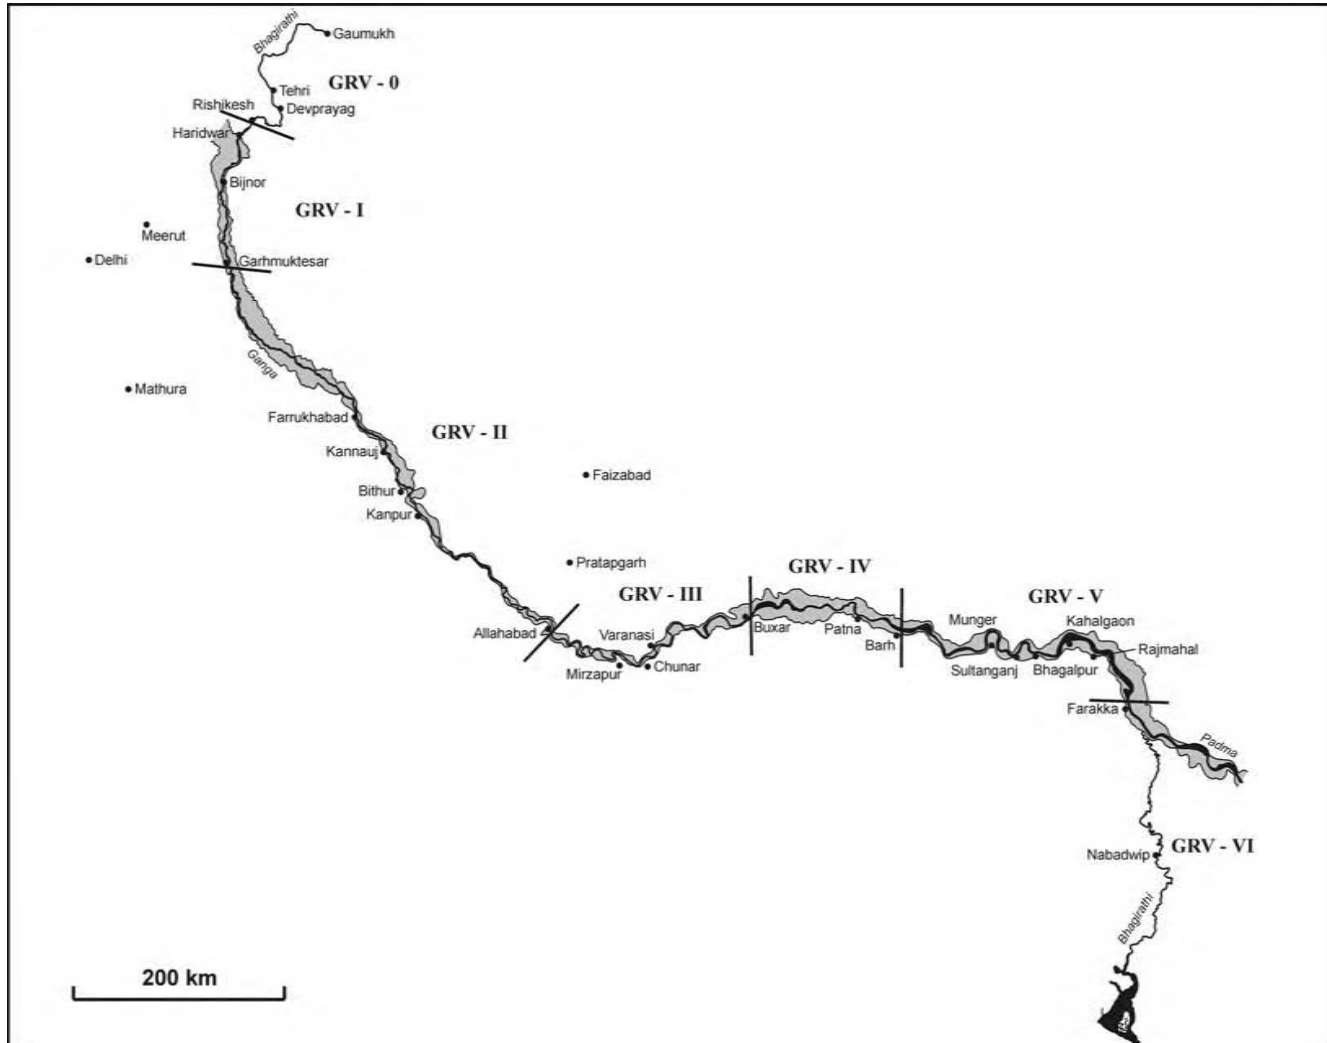 Bhagirathi
Gaumukh
GRV - 0
Tehri
Rishikesh
Devprayag
Haridwar
Bijnor
GRV - I
Meerut
Delhi
Garhmuktesar
Ganga
Mathura
Farrukhabad
GRV - II
Kannauj
Faizabad
Bithur
Kanpur
Pratapgarh
GRV - III
GRV - IV
GRV - V
Allahabad
Varanasi
Buxar
Patna
Barh
Munger
Kahalgaon
Rajmahal
Mirzapur
Chunar
Sultanganj
Bhagalpur
Farakka
Padma
GRV - VI
Nabadwip
Bhagirathi
200 km